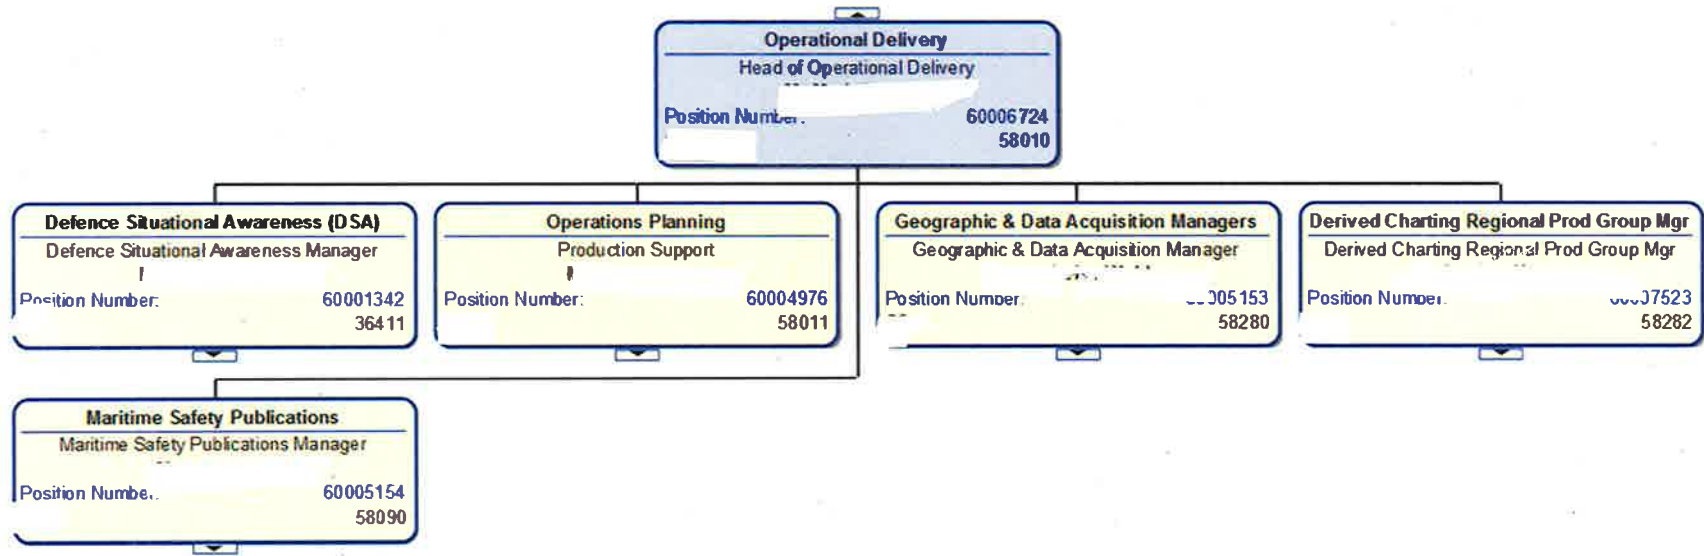 Operational Delivery
Head of Operational Delivery
Position Number: 60006724
58010
Defence Situational Awareness (DSA)
Defence Situational Awareness Manager
Position Number: 60001342
36411
Operations Planning
Production Support
Position Number: 60004976
58011
Geographic & Data Acquisition Managers
Geographic & Data Acquisition Manager
Position Number:
58280
Derived Charting Regional Prod Group Mgr
Derived Charting Regional Prod Group Mgr
Position Number:
58282
Maritime Safety Publications
Maritime Safety Publications Manager
Position Number: 60005154
58090